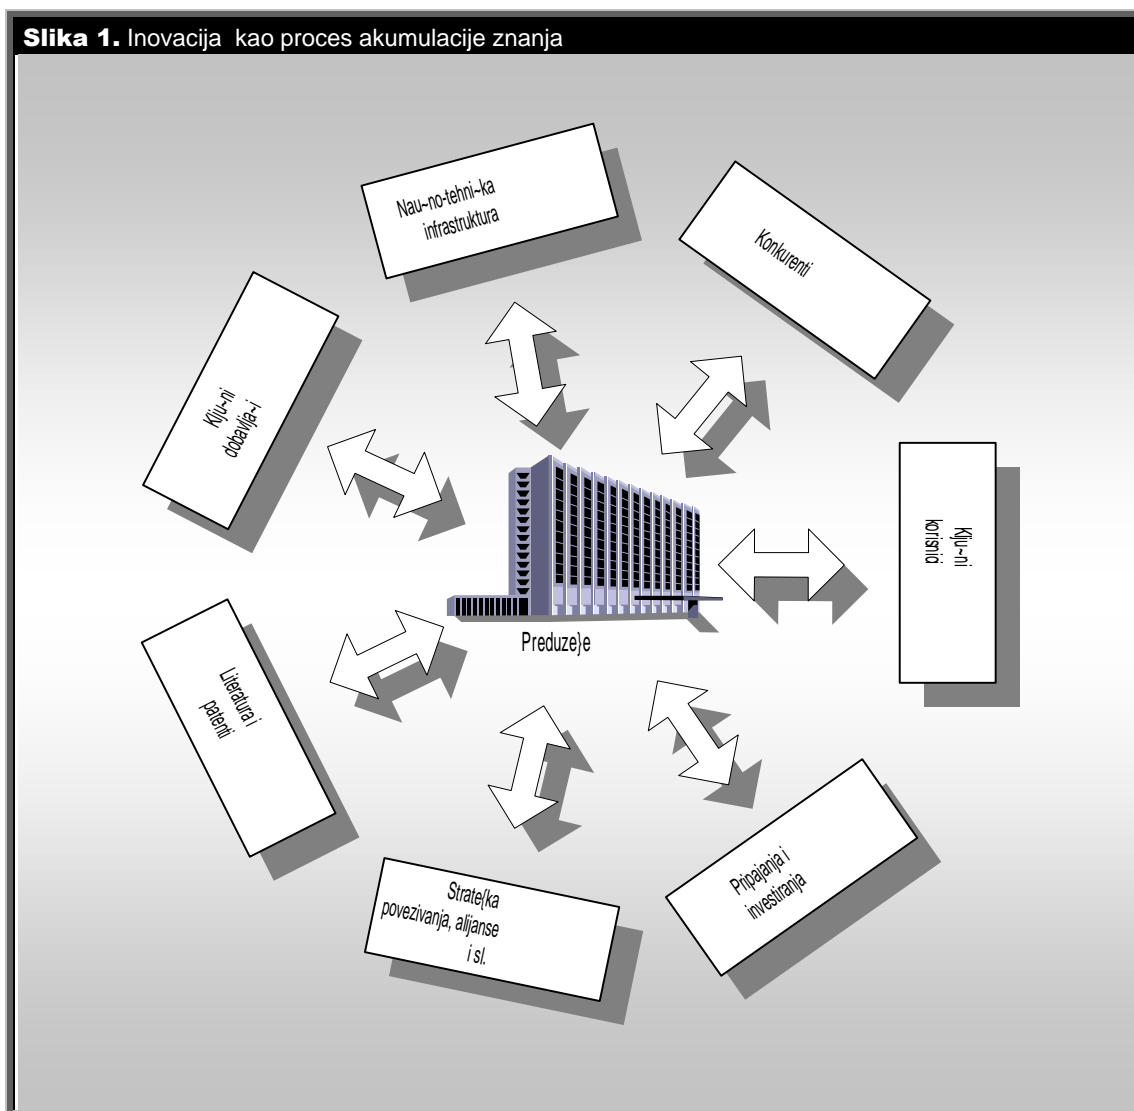 Slika 1. Inovacija kao proces akumulacije znanja
Nau~no-tehni~ka
infrastruktura
Konkurenti
Klju~ni
dobavlja~i
Klju~ni
korisnici
Preduze}e
Literatura i
patenti
Pripajanja i
investiranja
Strate{ka
povezivanja, alijanse
i sl.